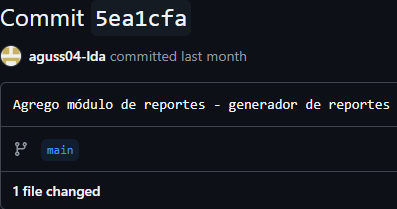 Commit 5ea1cfa
aguss04-lda committed last month
Agrego módulo de reportes - generador de reportes
main
1 file changed